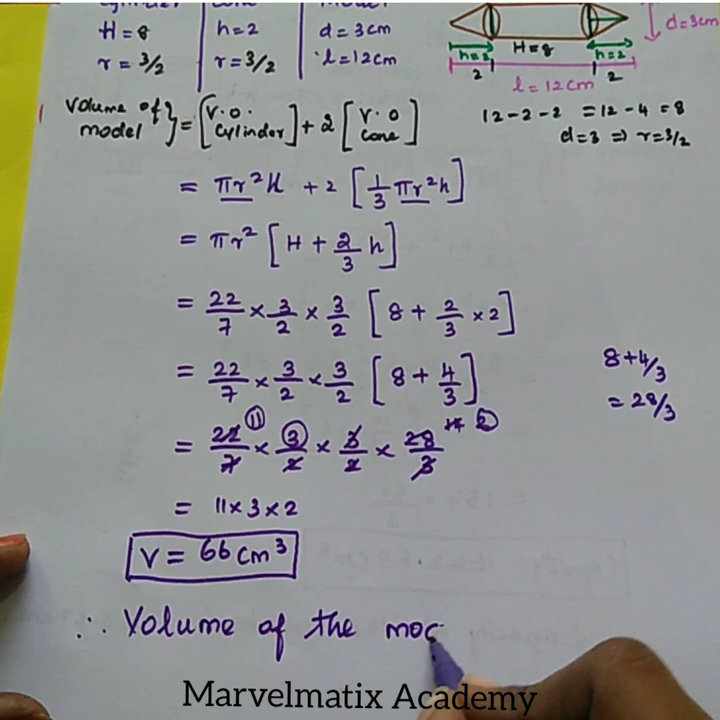 H = 8 h = 2 d = 3cm
r = 3/2 r = 3/2 l = 12cm
d = 3cm
H = 8
h = 2 h = 2
2 2
l = 12cm
12 - 2 - 2 = 12 - 4 = 8
d = 3 ⇒ r = 3/2
Volume of model } = [V.O. Cylinder] + 2 [V.O Cone]
= πr²H + 2 [1/3 πr²h]
= πr² [H + 2/3 h]
= 22/7 × 3/2 × 3/2 [8 + 2/3 × 2]
= 22/7 × 3/2 × 3/2 [8 + 4/3]
8 + 4/3
= 28/3
= 22/7 × 3/2 × 3/2 × 28/3 11 14 2
= 11 × 3 × 2
V = 66 cm³
∴ Volume of the mod
Marvelmatix Academy